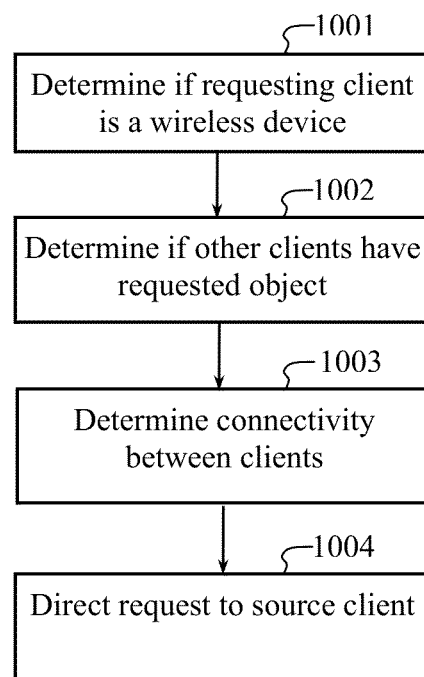 1001
Determine if requesting client
is a wireless device
1002
Determine if other clients have
requested object
1003
Determine connectivity
between clients
1004
Direct request to source client